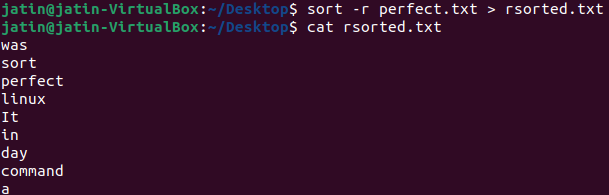 jatin@jatin-VirtualBox:~/Desktop$ sort -r perfect.txt > rsorted.txt
jatin@jatin-VirtualBox:~/Desktop$ cat rsorted.txt
was
sort
perfect
linux
It
in
day
command
a